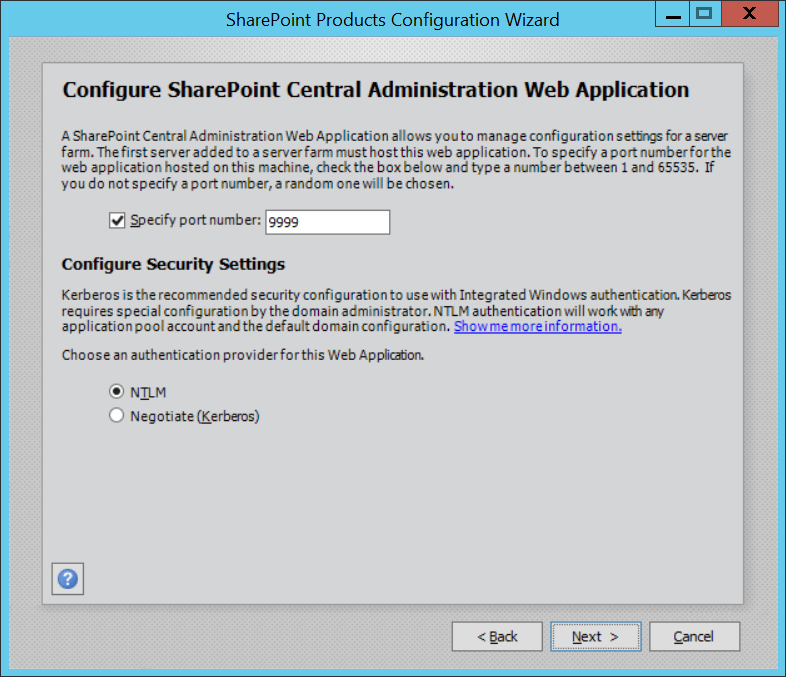 SharePoint Products Configuration Wizard
Configure SharePoint Central Administration Web Application
A SharePoint Central Administration Web Application allows you to manage configuration settings for a server
farm. The first server added to a server farm must host this web application. To specify a port number for the
web application hosted on this machine, check the box below and type a number between 1 and 65535. If
you do not specify a port number, a random one will be chosen.
Specify port number: 9999
Configure Security Settings
Kerberos is the recommended security configuration to use with Integrated Windows authentication. Kerberos
requires special configuration by the domain administrator. NTLM authentication will work with any
application pool account and the default domain configuration. Show me more information.
Choose an authentication provider for this Web Application.
NTLM
Negotiate (Kerberos)
?
< Back Next > Cancel